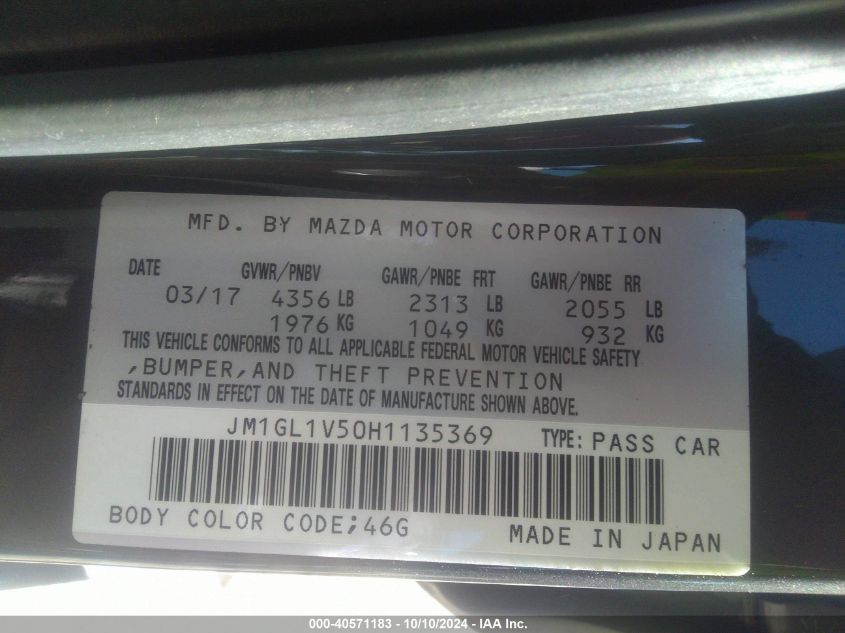 MFD. BY MAZDA MOTOR CORPORATION
DATE GVWR/PNBV GAWR/PNBE FRT GAWR/PNBE RR
03/17 4356 LB 2313 LB 2055 LB
1976 KG 1049 KG 932 KG
THIS VEHICLE CONFORMS TO ALL APPLICABLE FEDERAL MOTOR VEHICLE SAFETY
,BUMPER,AND THEFT PREVENTION
STANDARDS IN EFFECT ON THE DATE OF MANUFACTURE SHOWN ABOVE.
JM1GL1V50H1135369 TYPE: PASS CAR
BODY COLOR CODE;46G MADE IN JAPAN
000-40571183 - 10/10/2024 - IAA Inc.